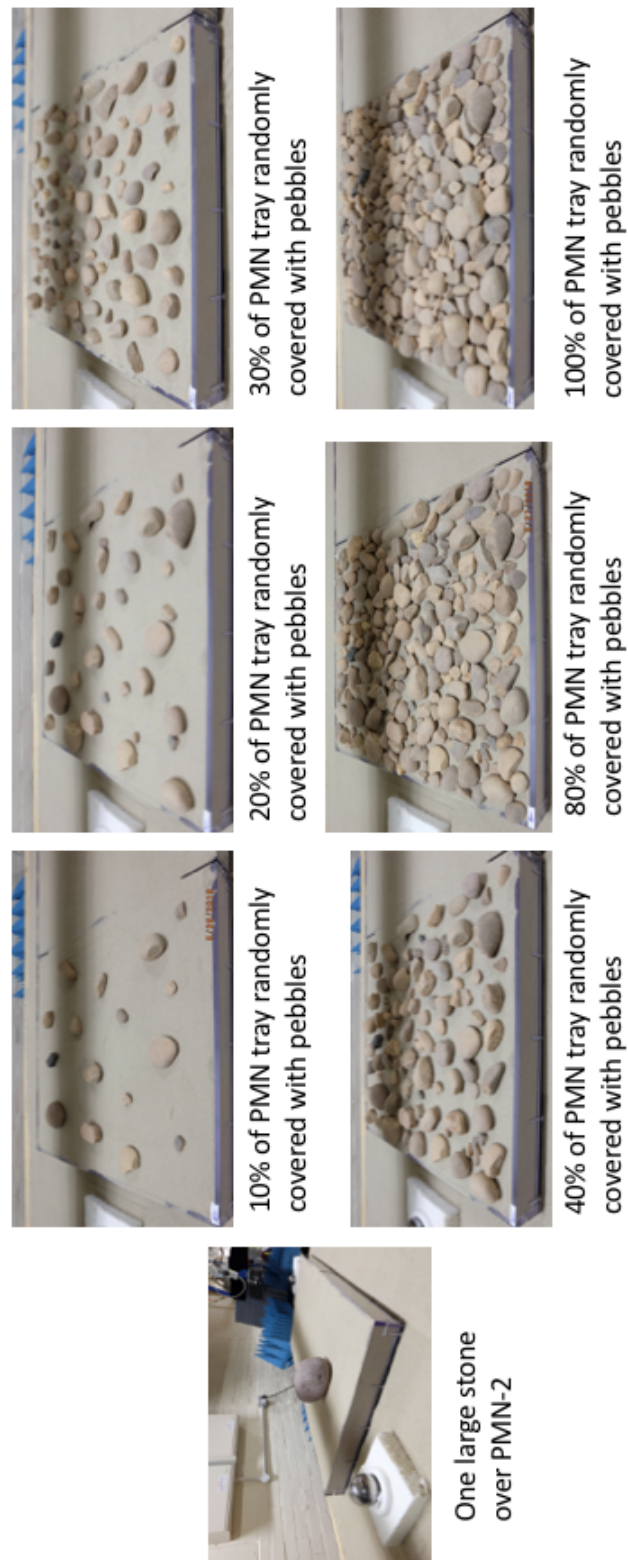 One large stone
over PMN-2
10% of PMN tray randomly
covered with pebbles
20% of PMN tray randomly
covered with pebbles
30% of PMN tray randomly
covered with pebbles
40% of PMN tray randomly
covered with pebbles
80% of PMN tray randomly
covered with pebbles
100% of PMN tray randomly
covered with pebbles